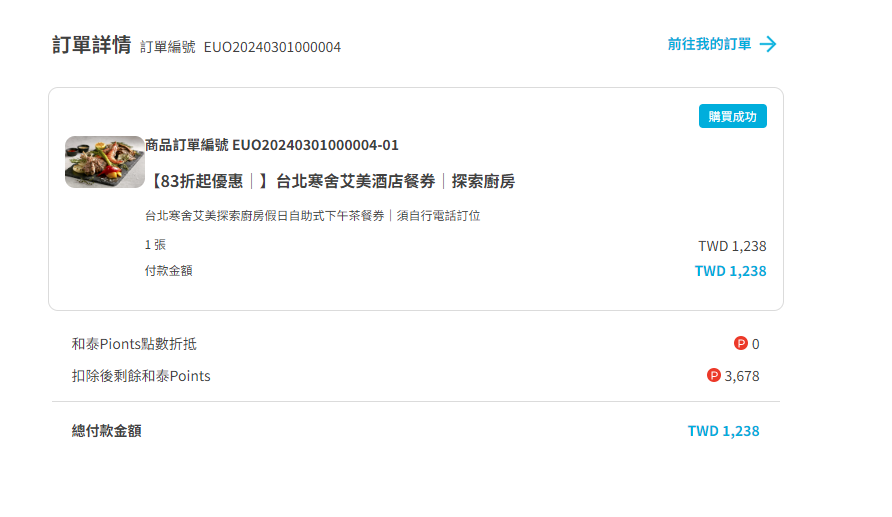 訂單詳情 訂單編號 EUO20240301000004 前往我的訂單
購買成功
商品訂單編號 EUO20240301000004-01
【83折起優惠｜】台北寒舍艾美酒店餐券｜探索廚房
台北寒舍艾美探索廚房假日自助式下午茶餐券｜須自行電話訂位
1 張 TWD 1,238
付款金額 TWD 1,238
和泰Pionts點數折抵 P 0
扣除後剩餘和泰Points P 3,678
總付款金額 TWD 1,238